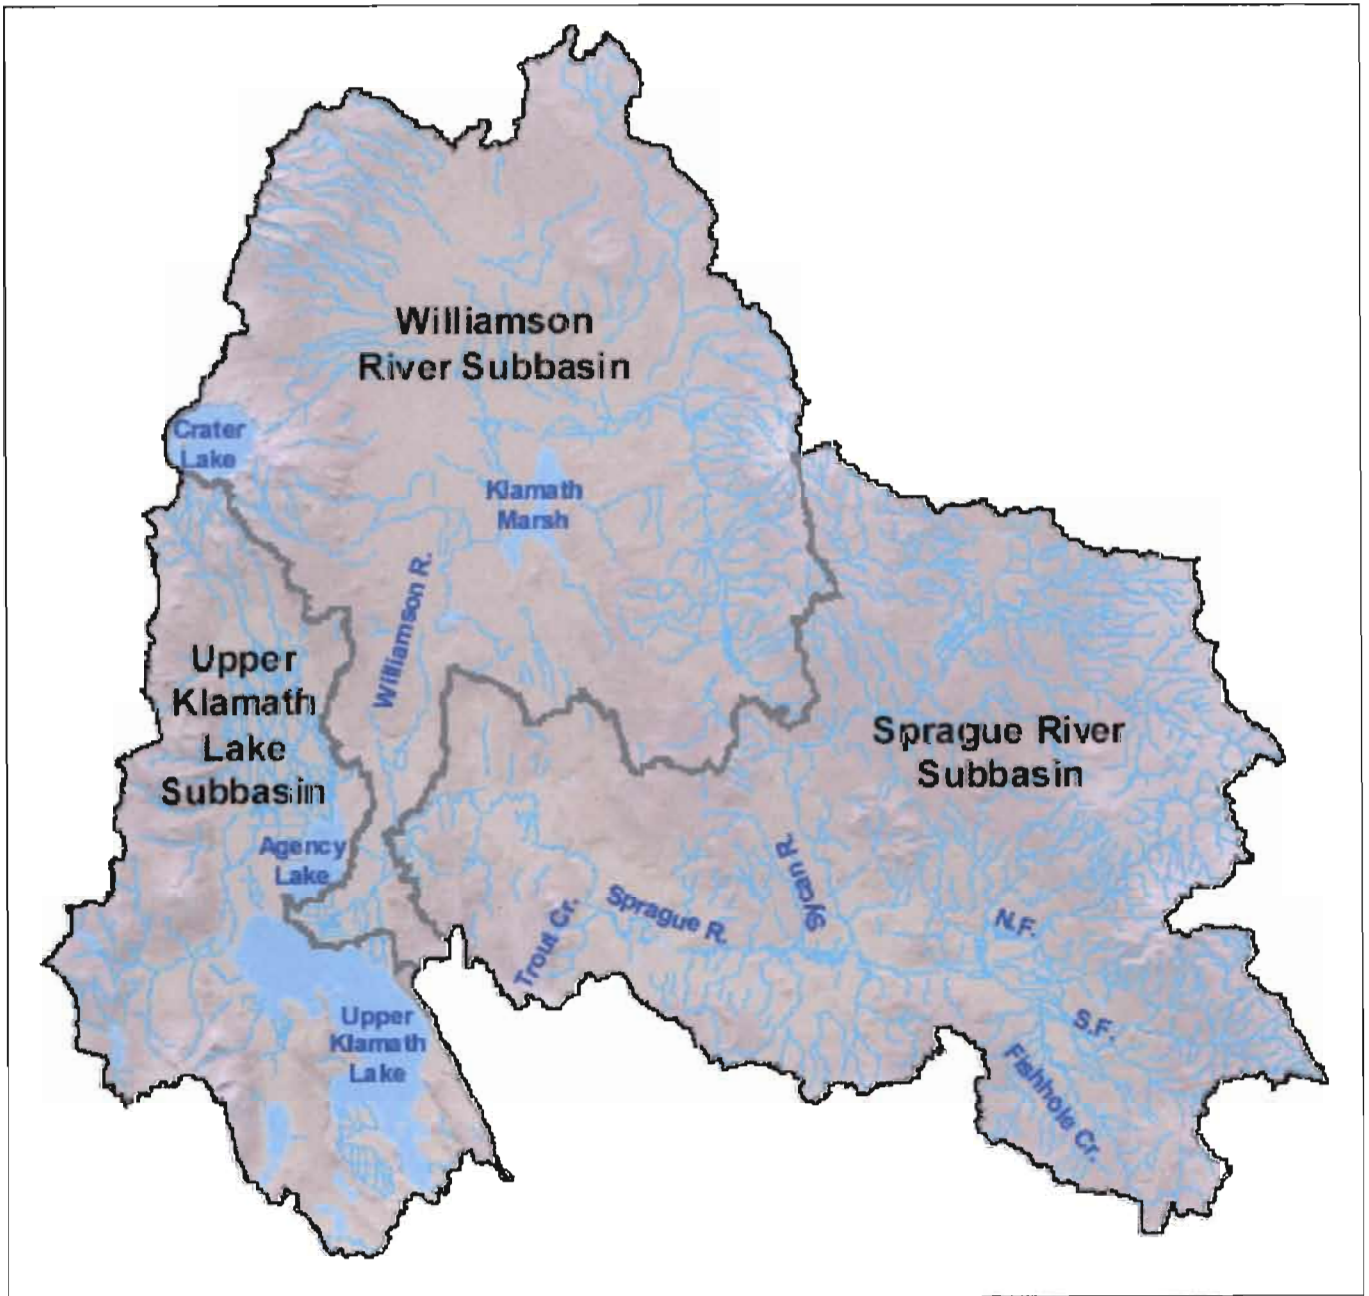 Williamson
River Subbasin
Crater
Lake
Klamath
Marsh
Williamson R.
Upper
Klamath
Lake
Subbasin
Sprague River
Subbasin
Agency
Lake
Sycan R.
Sprague R.
Trout Cr.
N.F.
S.F.
Upper
Klamath
Lake
Fishhole Cr.